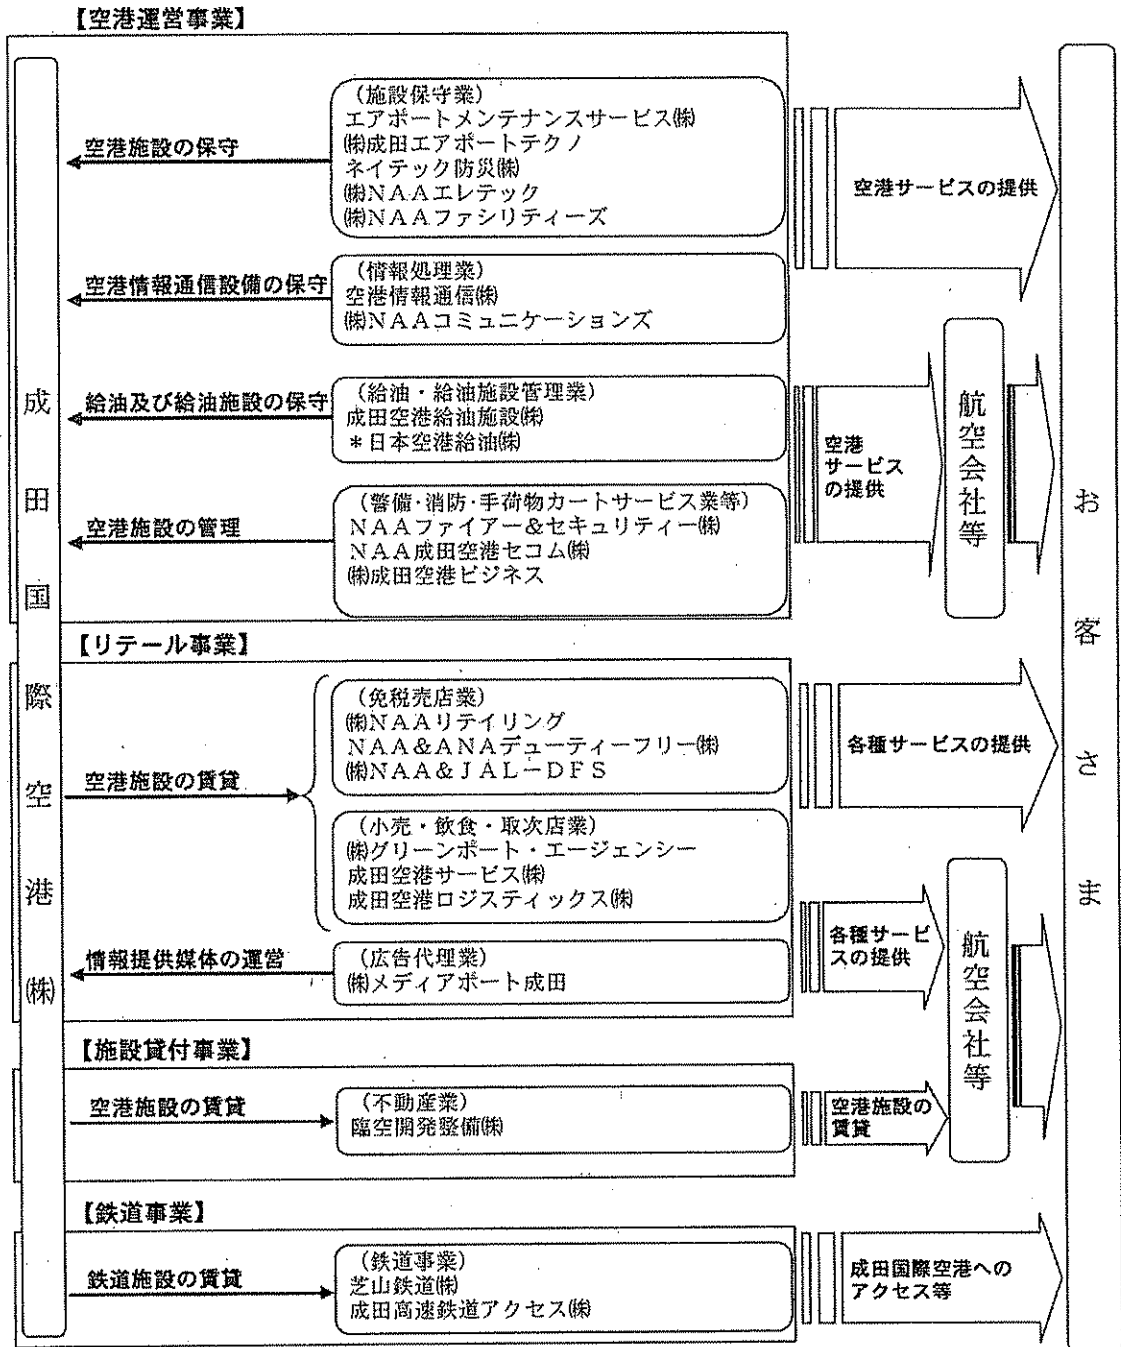 【空港運営事業】
成田国際空港㈱
空港施設の保守
（施設保守業）
エアポートメンテナンスサービス㈱
㈱成田エアポートテクノ
ネイテック防災㈱
㈱ＮＡＡエレテック
㈱ＮＡＡファシリティーズ
空港サービスの提供
空港情報通信設備の保守
（情報処理業）
空港情報通信㈱
㈱ＮＡＡコミュニケーションズ
給油及び給油施設の保守
（給油・給油施設管理業）
成田空港給油施設㈱
＊日本空港給油㈱
空港
サービス
の提供
航空会社等
お客さま
空港施設の管理
（警備・消防・手荷物カートサービス業等）
ＮＡＡファイアー＆セキュリティー㈱
ＮＡＡ成田空港セコム㈱
㈱成田空港ビジネス
【リテール事業】
空港施設の賃貸
（免税売店業）
㈱ＮＡＡリテイリング
ＮＡＡ＆ＡＮＡデューティーフリー㈱
㈱ＮＡＡ＆ＪＡＬ－ＤＦＳ
各種サービスの提供
（小売・飲食・取次店業）
㈱グリーンポート・エージェンシー
成田空港サービス㈱
成田空港ロジスティックス㈱
情報提供媒体の運営
（広告代理業）
㈱メディアポート成田
各種サービ
スの提供
航空会社等
【施設貸付事業】
空港施設の賃貸
（不動産業）
臨空開発整備㈱
空港施設の
賃貸
【鉄道事業】
鉄道施設の賃貸
（鉄道事業）
芝山鉄道㈱
成田高速鉄道アクセス㈱
成田国際空港への
アクセス等